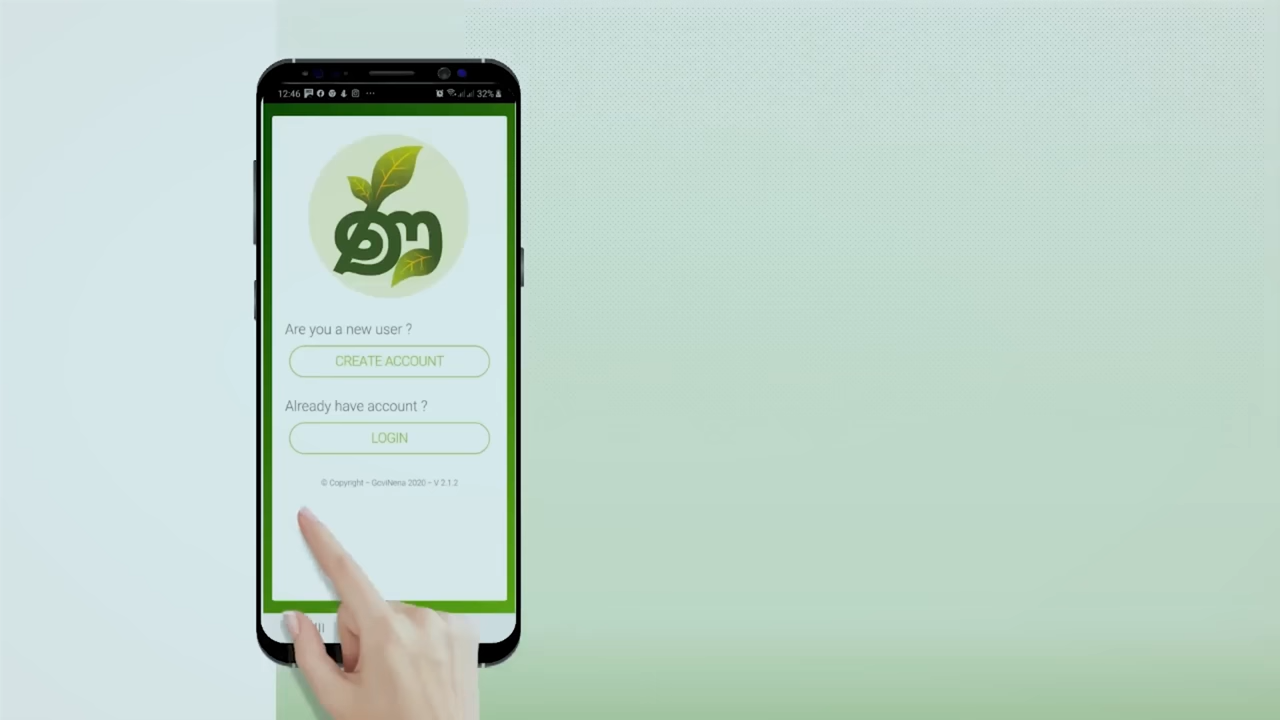 12:46
32%
ഈ
Are you a new user ?
CREATE ACCOUNT
Already have account ?
LOGIN
© Copyright - GoviNena 2020 - V 2.1.2